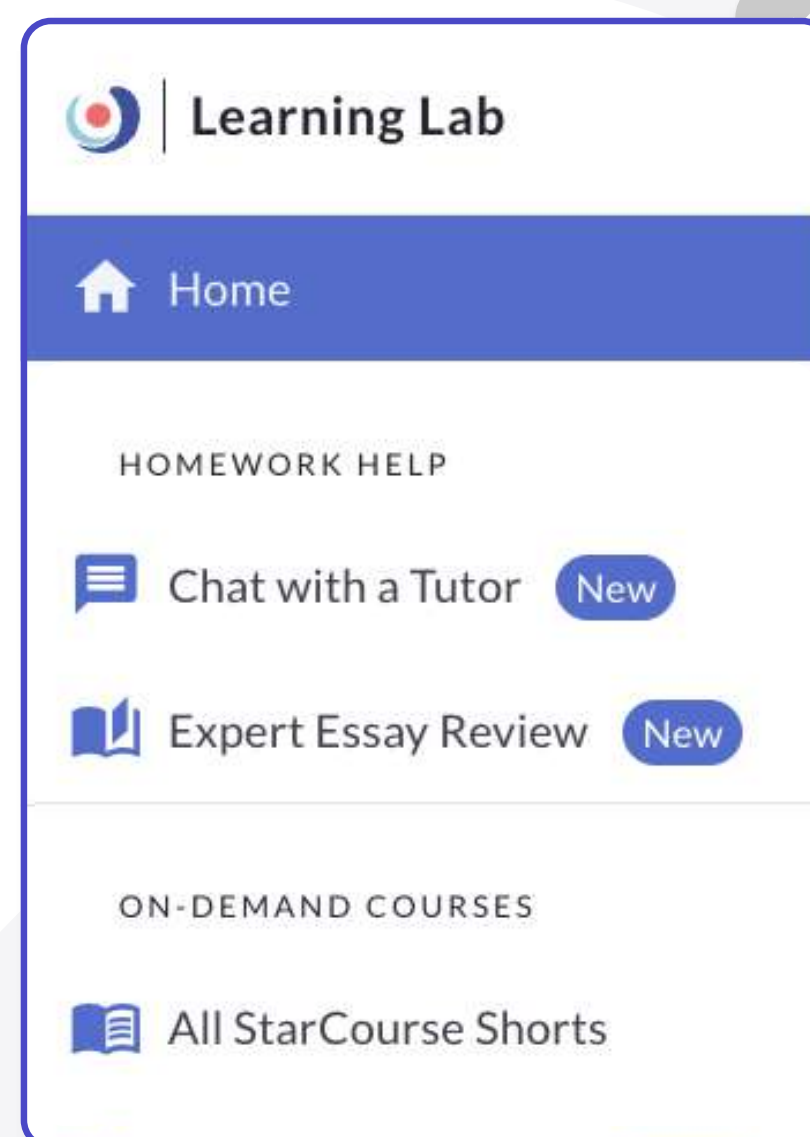 Learning Lab
Home
HOMEWORK HELP
Chat with a Tutor New
Expert Essay Review New
ON-DEMAND COURSES
All StarCourse Shorts